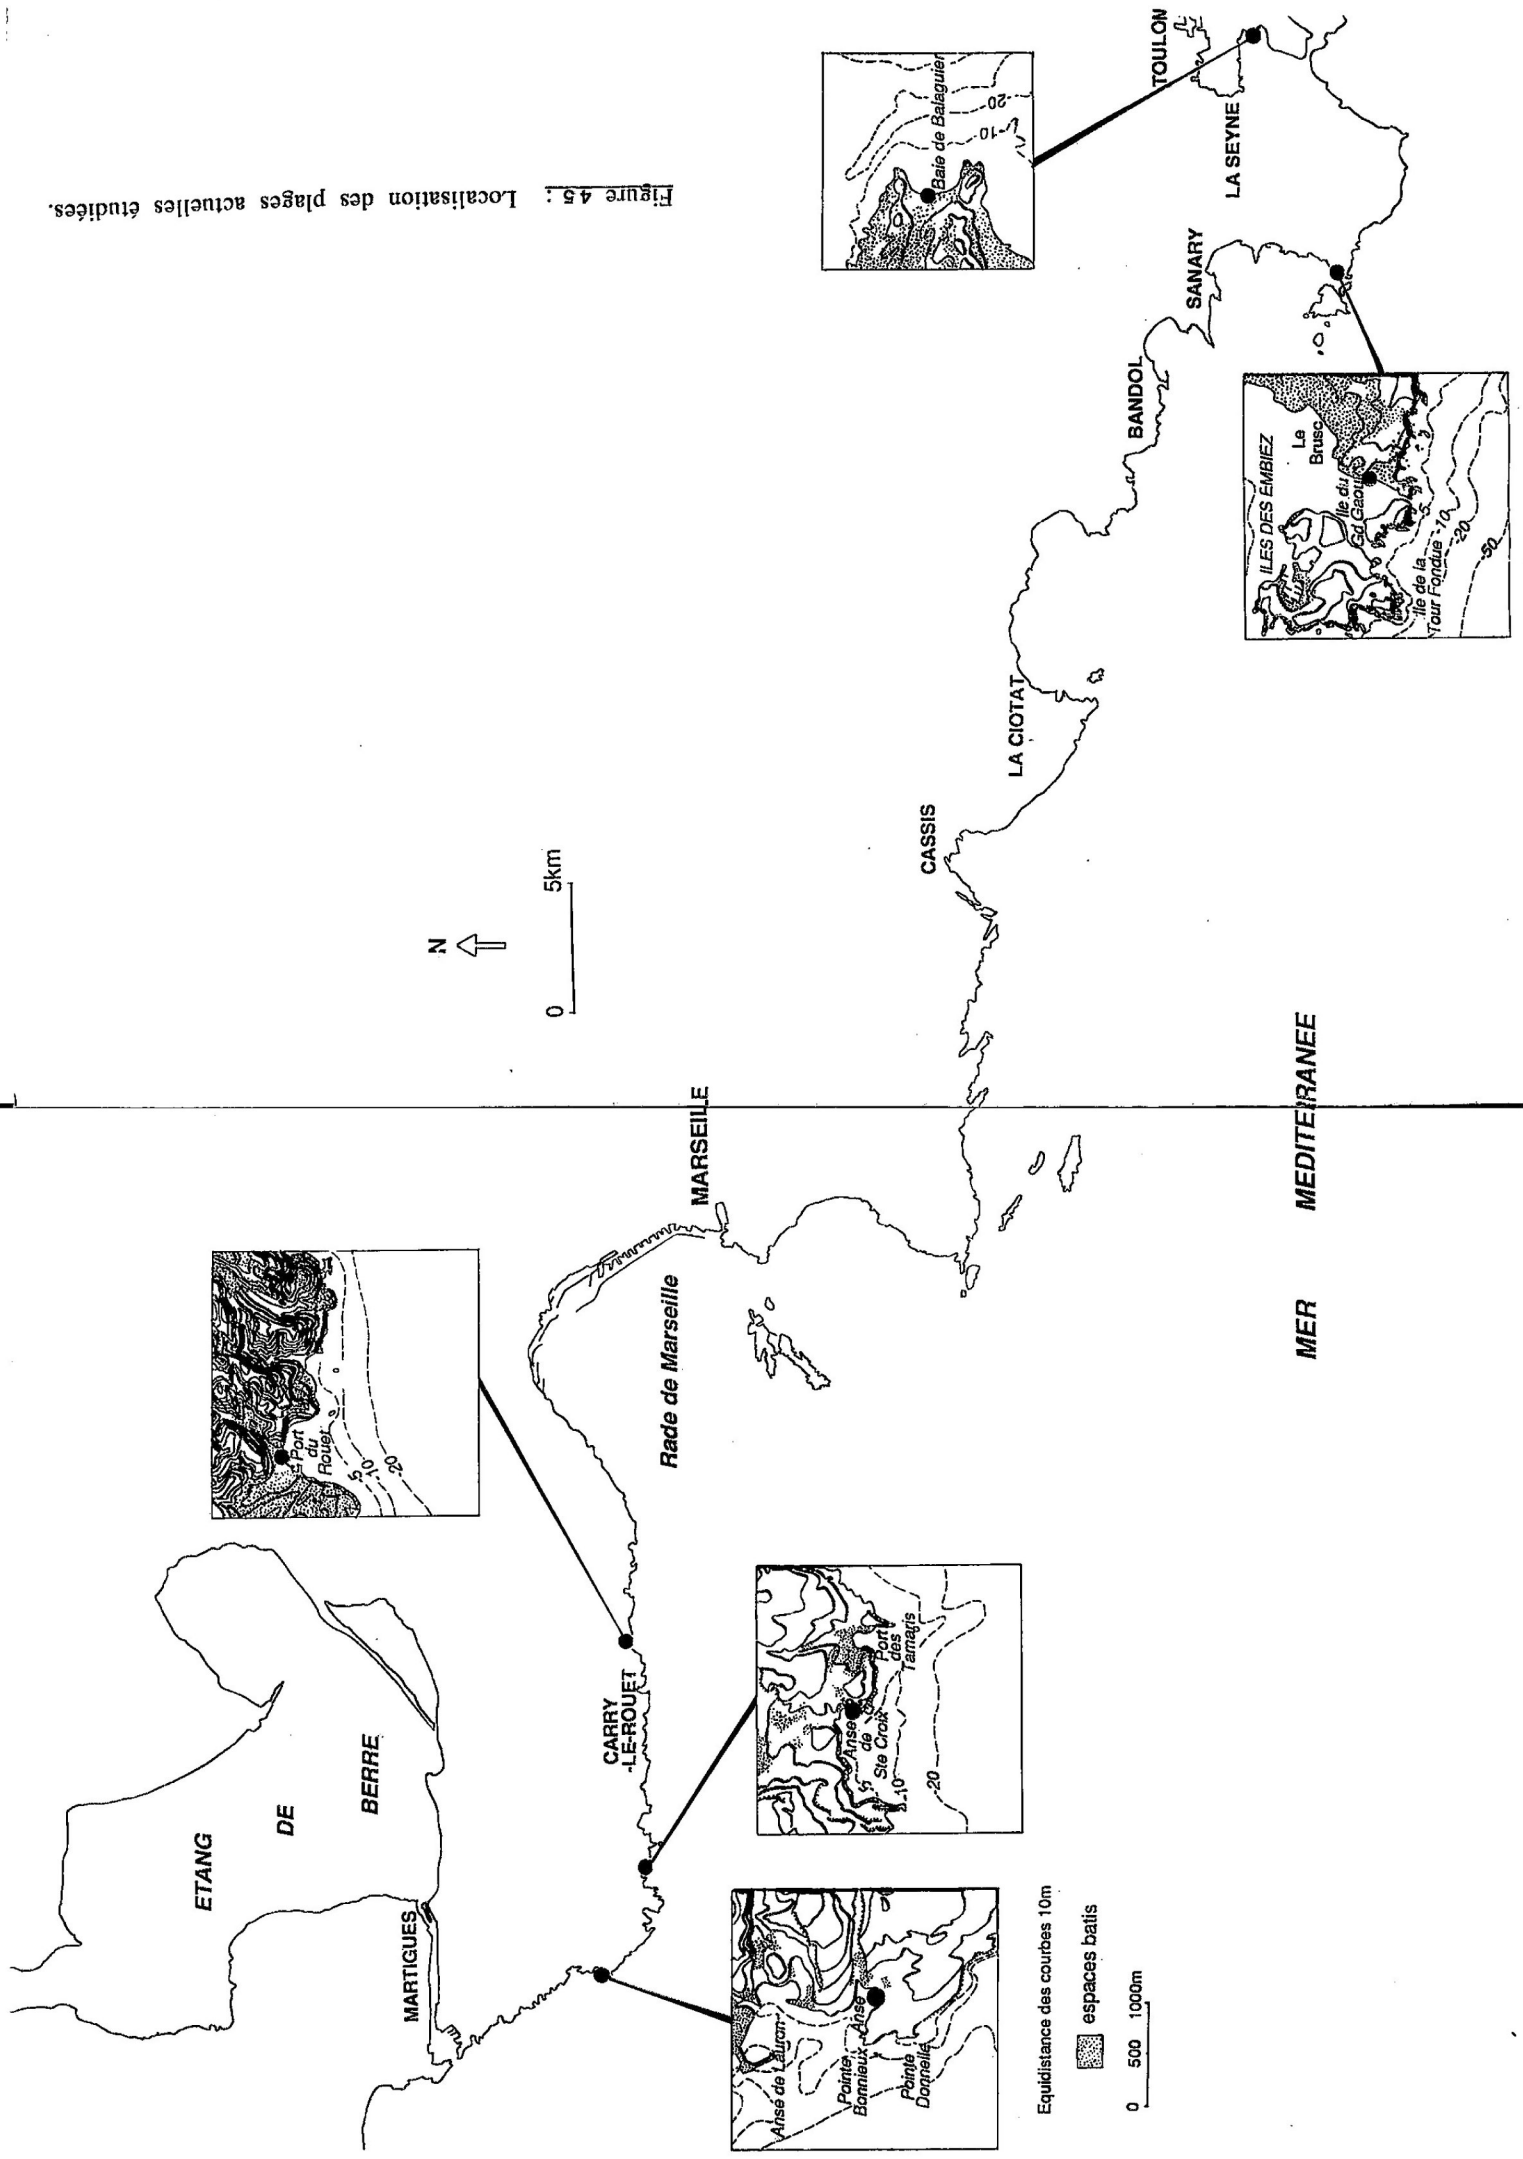 Figure 45 : Localisation des plages actuelles étudiées.
ETANG
DE
BERRE
MARTIGUES
CARRY
-LE-ROUET
MARSEILE
Rade de Marseille
CASSIS
LA CIOTAT
BANDOL
SANARY
LA SEYNE
TOULON
MER MEDITERRANEE
N
0 5km
Port
du
Rouet
-5
-10
-20
Anse
de
Ste Croix
Port
des
Tamaris
-5
-10
-20
Anse de Lauron
Pointe
Bonnieux
Anse
Pointe
Donnelle
ILES DES EMBIEZ
Le
Brusc
Ile du
Gd Gaou
Ile de la
Tour Fondue
-5
-10
-20
-50
Baie de Balaguier
-10
-20
Equidistance des courbes 10m
espaces batis
0 500 1000m